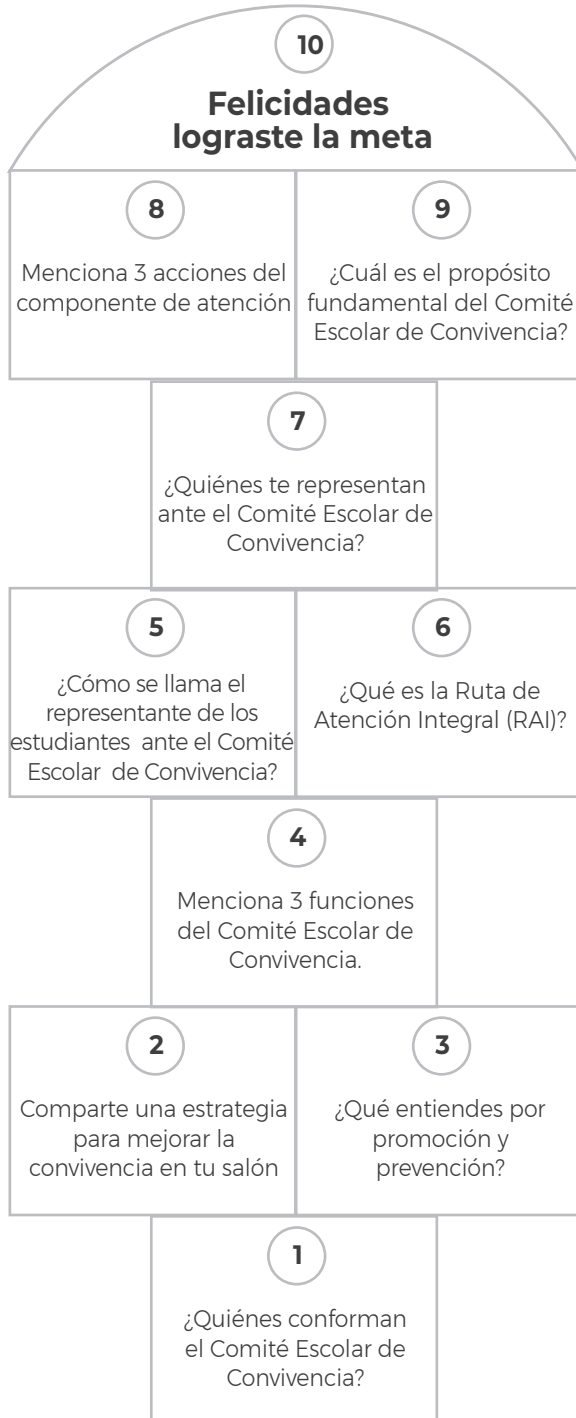 10
Felicidades
lograste la meta
8
Menciona 3 acciones del
componente de atención
9
¿Cuál es el propósito
fundamental del Comité
Escolar de Convivencia?
7
¿Quiénes te representan
ante el Comité Escolar de
Convivencia?
5
¿Cómo se llama el
representante de los
estudiantes ante el Comité
Escolar de Convivencia?
6
¿Qué es la Ruta de
Atención Integral (RAI)?
4
Menciona 3 funciones
del Comité Escolar de
Convivencia.
2
Comparte una estrategia
para mejorar la
convivencia en tu salón
3
¿Qué entiendes por
promoción y
prevención?
1
¿Quiénes conforman
el Comité Escolar de
Convivencia?